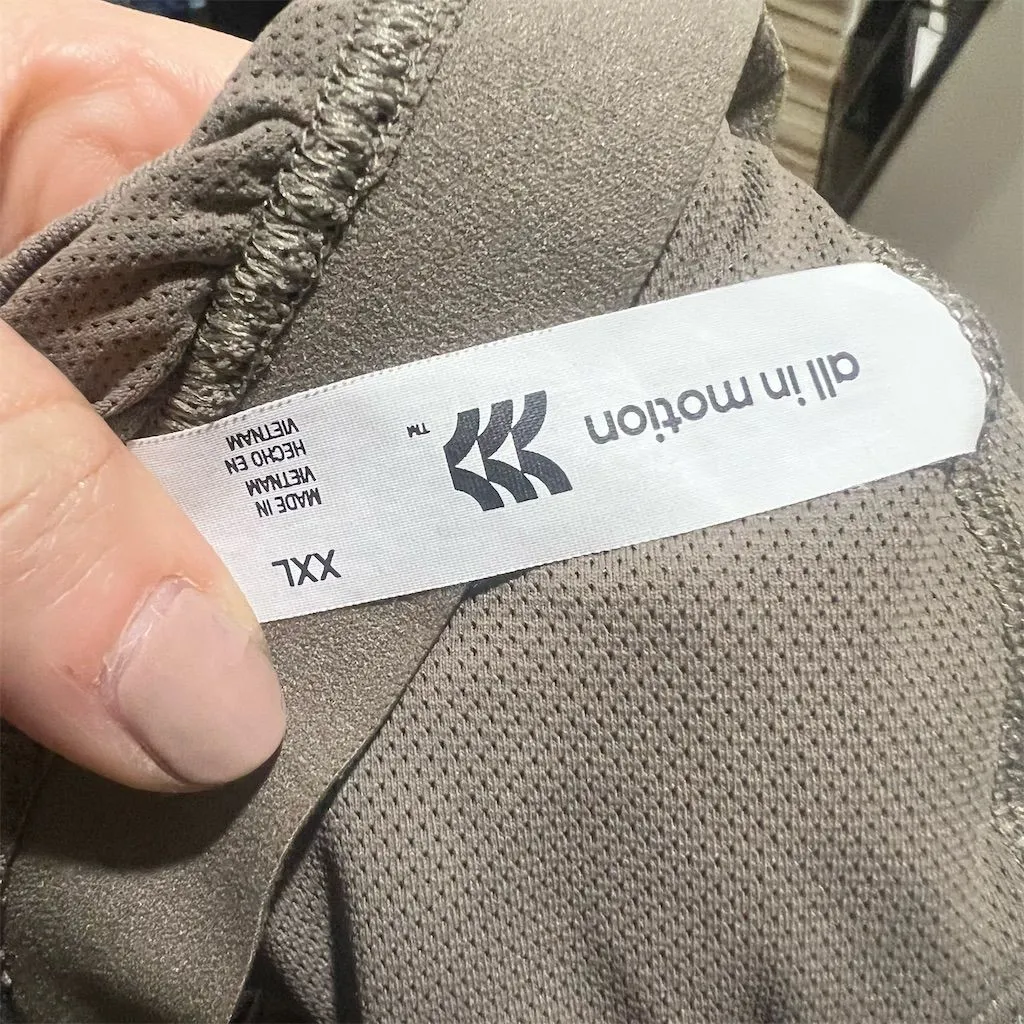 all in motion
™
XXL
MADE IN
VIETNAM
HECHO EN
VIETNAM